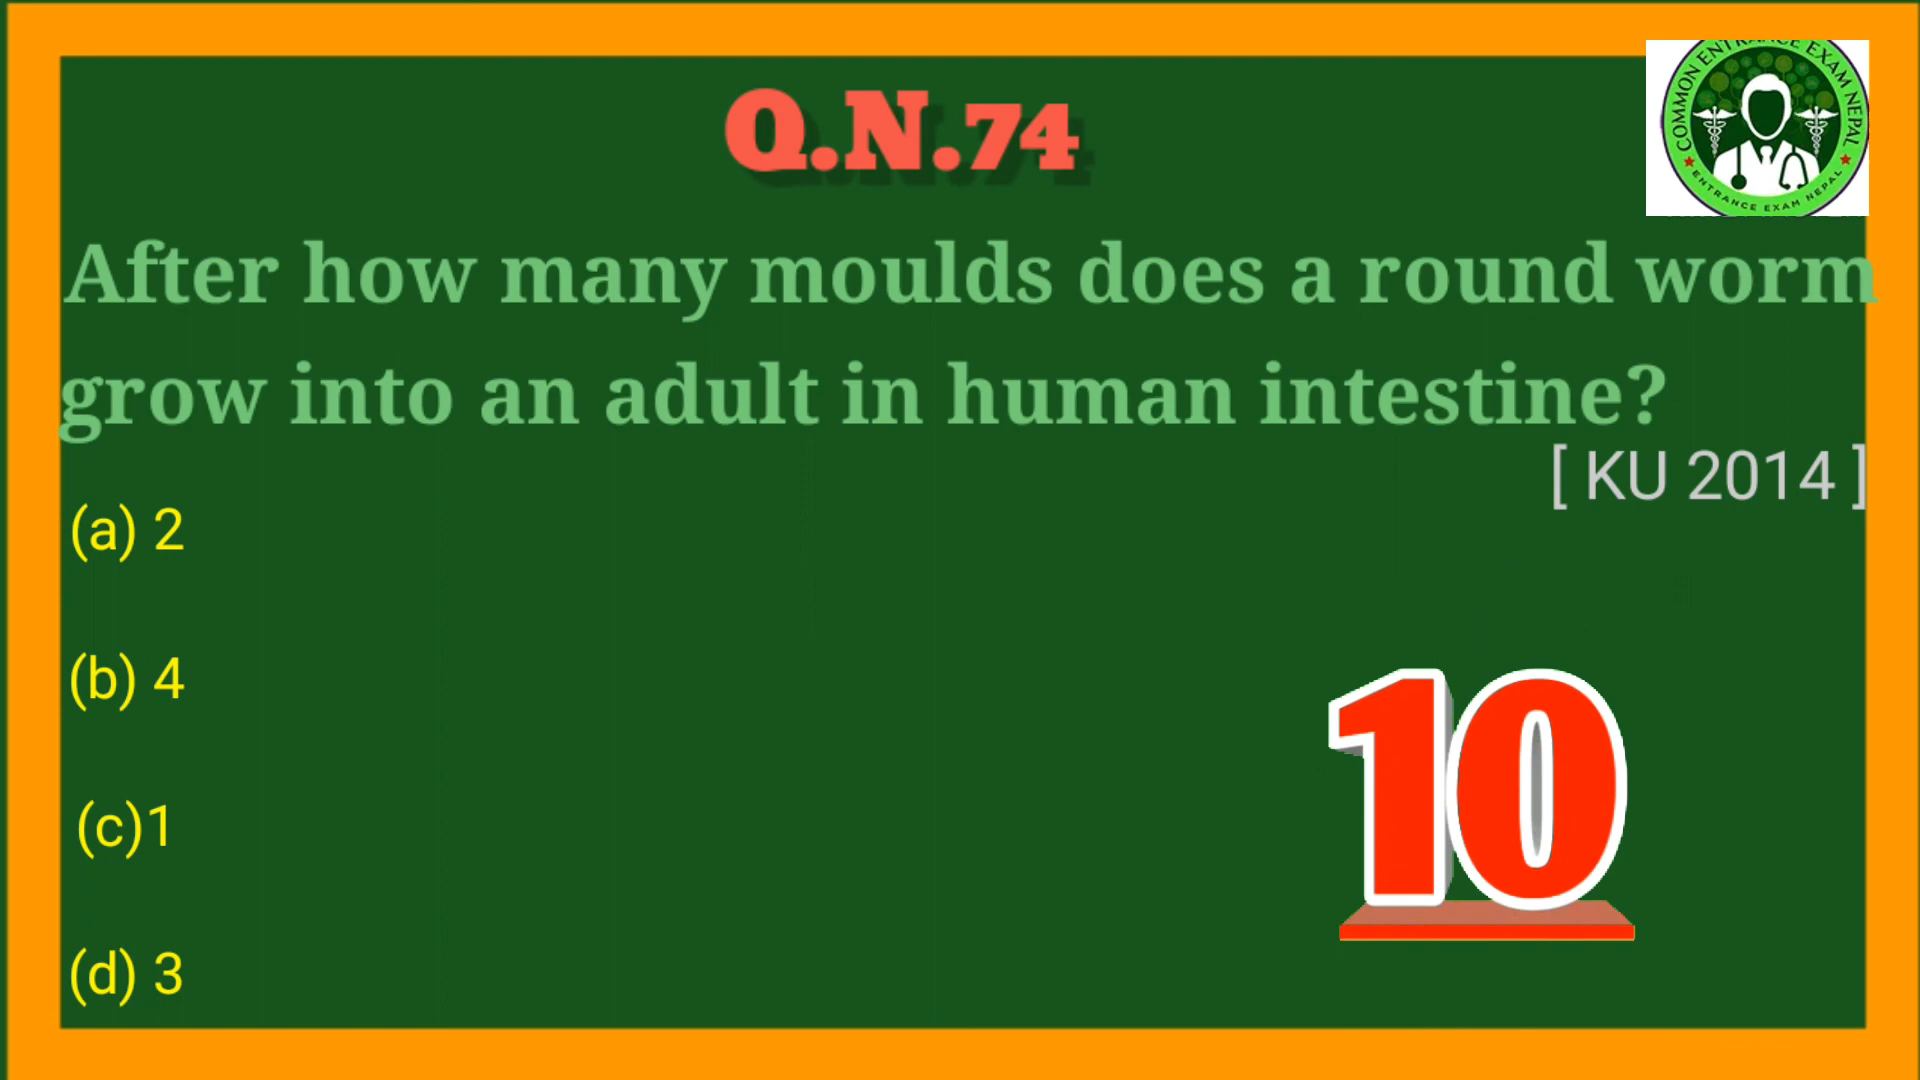 Q.N.74
COMMON ENTRANCE EXAM NEPAL
ENTRANCE EXAM NEPAL
After how many moulds does a round worm
grow into an adult in human intestine?
[ KU 2014 ]
(a) 2
(b) 4
(c)1
(d) 3
10